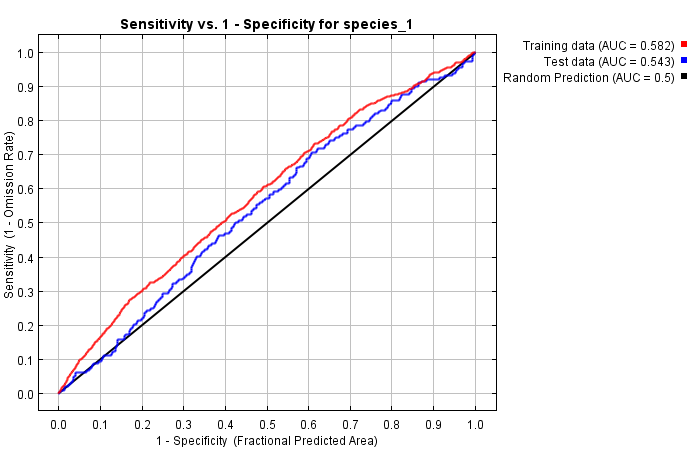 Sensitivity vs. 1 - Specificity for species_1
Training data (AUC = 0.582)
Test data (AUC = 0.543)
Random Prediction (AUC = 0.5)
Sensitivity (1 - Omission Rate)
1.0
0.9
0.8
0.7
0.6
0.5
0.4
0.3
0.2
0.1
0.0
0.0 0.1 0.2 0.3 0.4 0.5 0.6 0.7 0.8 0.9 1.0
1 - Specificity (Fractional Predicted Area)